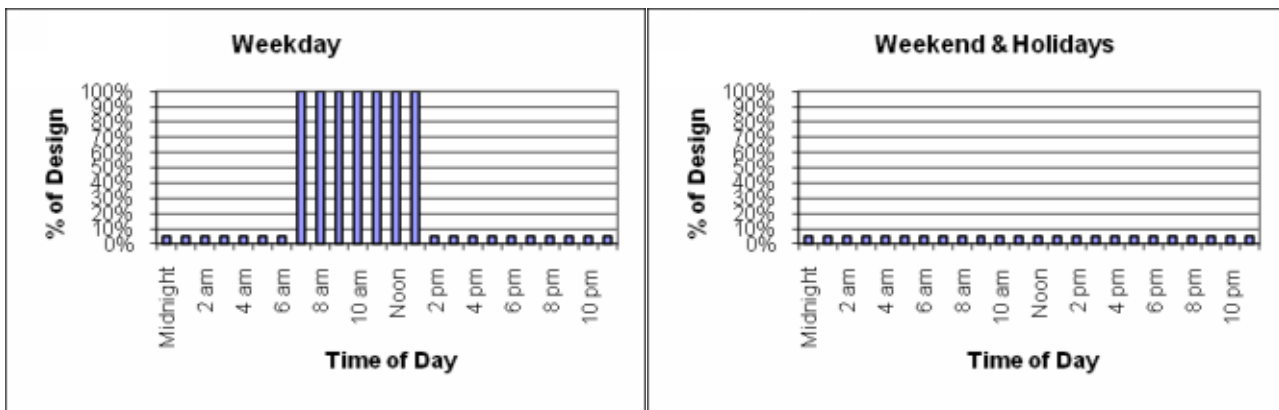 Weekday
% of Design
100%
90%
80%
70%
60%
50%
40%
30%
20%
10%
0%
Midnight
2 am
4 am
6 am
8 am
10 am
Noon
2 pm
4 pm
6 pm
8 pm
10 pm
Time of Day
Weekend & Holidays
% of Design
100%
90%
80%
70%
60%
50%
40%
30%
20%
10%
0%
Midnight
2 am
4 am
6 am
8 am
10 am
Noon
2 pm
4 pm
6 pm
8 pm
10 pm
Time of Day